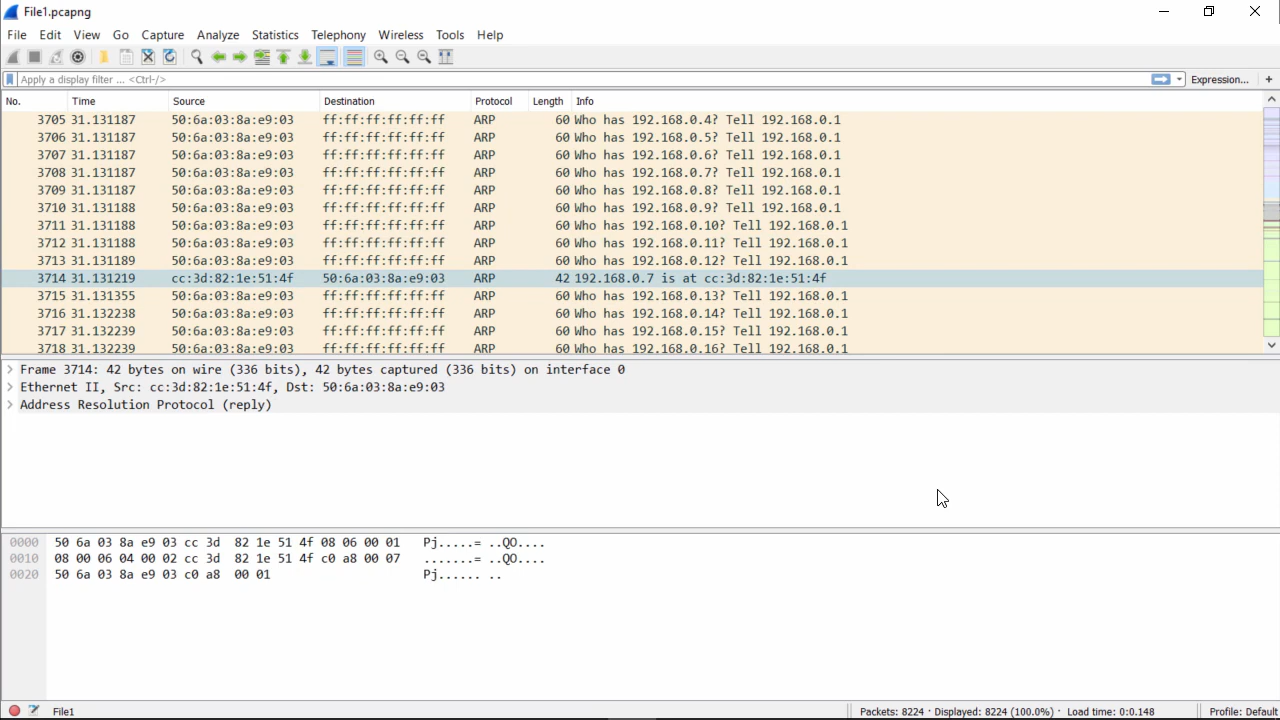 File1.pcapng
File Edit View Go Capture Analyze Statistics Telephony Wireless Tools Help
Apply a display filter ... <Ctrl-/> Expression... +
No. Time Source Destination Protocol Length Info
3705 31.131187 50:6a:03:8a:e9:03 ff:ff:ff:ff:ff:ff ARP 60 Who has 192.168.0.4? Tell 192.168.0.1
3706 31.131187 50:6a:03:8a:e9:03 ff:ff:ff:ff:ff:ff ARP 60 Who has 192.168.0.5? Tell 192.168.0.1
3707 31.131187 50:6a:03:8a:e9:03 ff:ff:ff:ff:ff:ff ARP 60 Who has 192.168.0.6? Tell 192.168.0.1
3708 31.131187 50:6a:03:8a:e9:03 ff:ff:ff:ff:ff:ff ARP 60 Who has 192.168.0.7? Tell 192.168.0.1
3709 31.131187 50:6a:03:8a:e9:03 ff:ff:ff:ff:ff:ff ARP 60 Who has 192.168.0.8? Tell 192.168.0.1
3710 31.131188 50:6a:03:8a:e9:03 ff:ff:ff:ff:ff:ff ARP 60 Who has 192.168.0.9? Tell 192.168.0.1
3711 31.131188 50:6a:03:8a:e9:03 ff:ff:ff:ff:ff:ff ARP 60 Who has 192.168.0.10? Tell 192.168.0.1
3712 31.131188 50:6a:03:8a:e9:03 ff:ff:ff:ff:ff:ff ARP 60 Who has 192.168.0.11? Tell 192.168.0.1
3713 31.131189 50:6a:03:8a:e9:03 ff:ff:ff:ff:ff:ff ARP 60 Who has 192.168.0.12? Tell 192.168.0.1
3714 31.131219 cc:3d:82:1e:51:4f 50:6a:03:8a:e9:03 ARP 42 192.168.0.7 is at cc:3d:82:1e:51:4f
3715 31.131355 50:6a:03:8a:e9:03 ff:ff:ff:ff:ff:ff ARP 60 Who has 192.168.0.13? Tell 192.168.0.1
3716 31.132238 50:6a:03:8a:e9:03 ff:ff:ff:ff:ff:ff ARP 60 Who has 192.168.0.14? Tell 192.168.0.1
3717 31.132239 50:6a:03:8a:e9:03 ff:ff:ff:ff:ff:ff ARP 60 Who has 192.168.0.15? Tell 192.168.0.1
3718 31.132239 50:6a:03:8a:e9:03 ff:ff:ff:ff:ff:ff ARP 60 Who has 192.168.0.16? Tell 192.168.0.1
> Frame 3714: 42 bytes on wire (336 bits), 42 bytes captured (336 bits) on interface 0
> Ethernet II, Src: cc:3d:82:1e:51:4f, Dst: 50:6a:03:8a:e9:03
> Address Resolution Protocol (reply)
0000 50 6a 03 8a e9 03 cc 3d 82 1e 51 4f 08 06 00 01 Pj.....= ..QO....
0010 08 00 06 04 00 02 cc 3d 82 1e 51 4f c0 a8 00 07 .......= ..QO....
0020 50 6a 03 8a e9 03 c0 a8 00 01 Pj...... ..
File1 Packets: 8224 · Displayed: 8224 (100.0%) · Load time: 0:0.148 Profile: Default